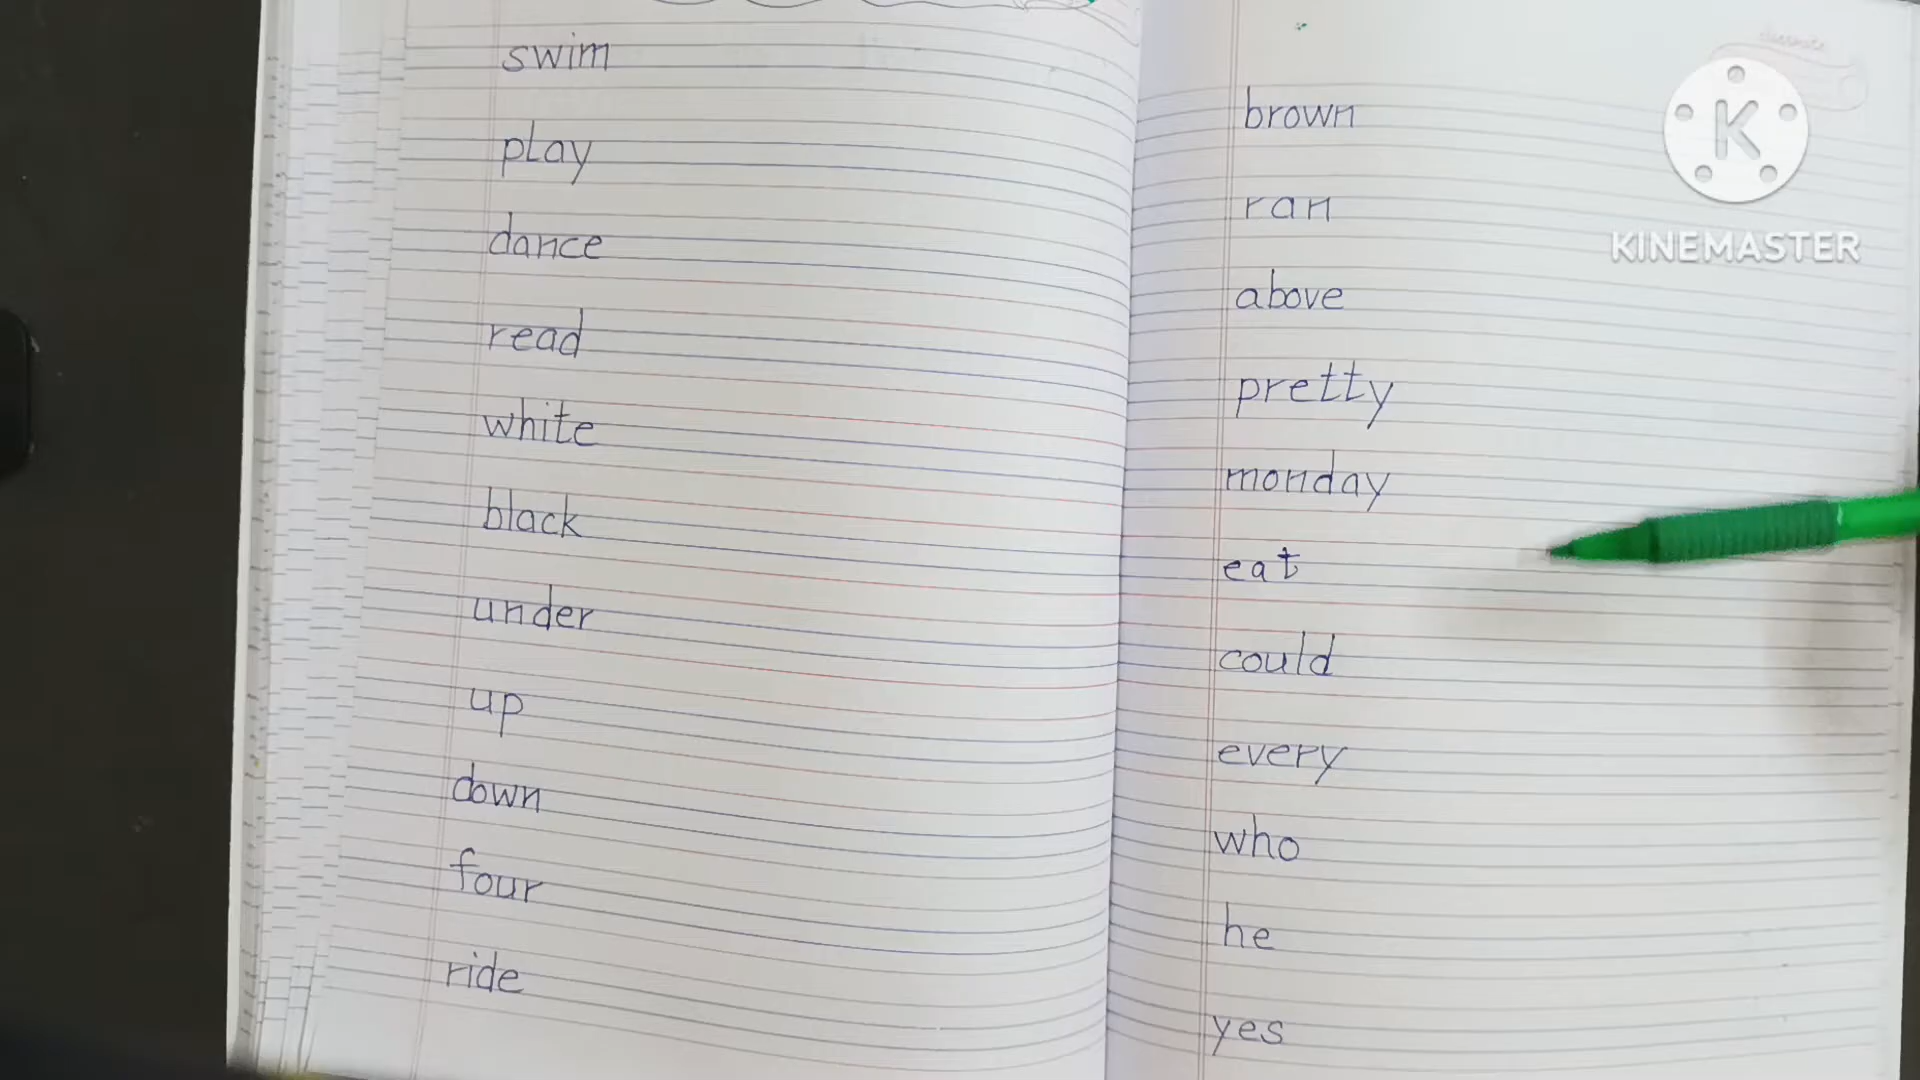 swim
play
dance
read
white
black
under
up
down
four
ride
brown
ran
above
pretty
monday
eat
could
every
who
he
yes
classmate
K
KINEMASTER